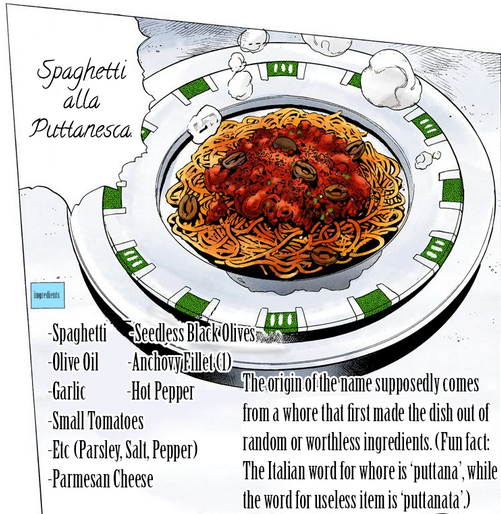 Spaghetti
alla
Puttanesca
ingredients
-Spaghetti -Seedless Black Olives
-Olive Oil -Anchovy Fillet (1)
-Garlic -Hot Pepper
-Small Tomatoes
-Etc (Parsley, Salt, Pepper)
-Parmesan Cheese
The origin of the name supposedly comes
from a whore that first made the dish out of
random or worthless ingredients. (Fun fact:
The Italian word for whore is 'puttana', while
the word for useless item is 'puttanata'.)